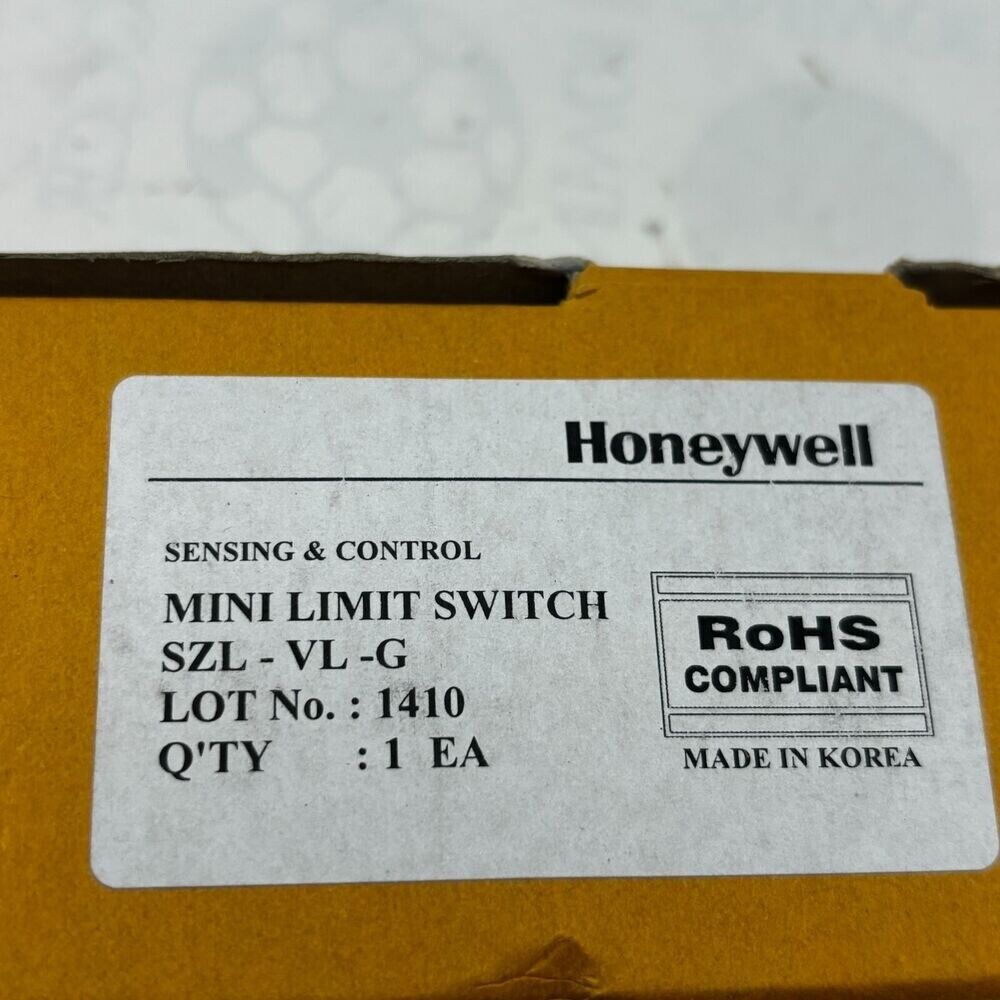 Honeywell
SENSING & CONTROL
MINI LIMIT SWITCH
SZL - VL -G
LOT No. : 1410
Q'TY : 1 EA
RoHS
COMPLIANT
MADE IN KOREA